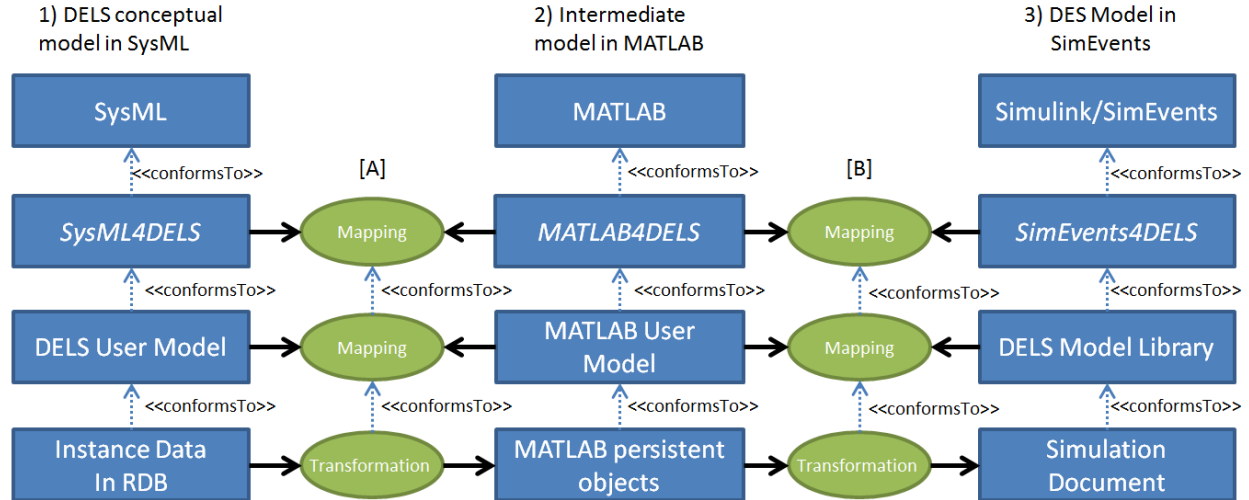 1) DELS conceptual
model in SysML
2) Intermediate
model in MATLAB
3) DES Model in
SimEvents
SysML
MATLAB
Simulink/SimEvents
<<conformsTo>>
[A]
<<conformsTo>>
[B]
<<conformsTo>>
SysML4DELS
Mapping
MATLAB4DELS
Mapping
SimEvents4DELS
<<conformsTo>>
<<conformsTo>>
<<conformsTo>>
<<conformsTo>>
<<conformsTo>>
DELS User Model
Mapping
MATLAB User
Model
Mapping
DELS Model Library
<<conformsTo>>
<<conformsTo>>
<<conformsTo>>
<<conformsTo>>
<<conformsTo>>
Instance Data
In RDB
Transformation
MATLAB persistent
objects
Transformation
Simulation
Document